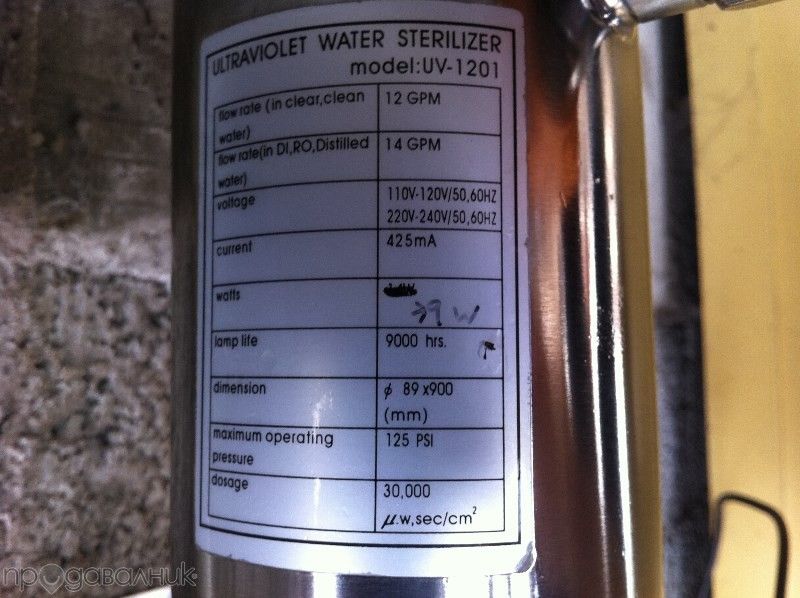 ULTRAVIOLET WATER STERILIZER
model:UV-1201
flow rate (in clear,clean water) 12 GPM
flow rate(in DI,RO,Distilled water) 14 GPM
voltage 110V-120V/50,60HZ
220V-240V/50,60HZ
current 425mA
watts
W
lamp life 9000 hrs.
dimension ϕ 89 x900
(mm)
maximum operating pressure 125 PSI
dosage 30,000
μ.w,sec/cm²
продавалник